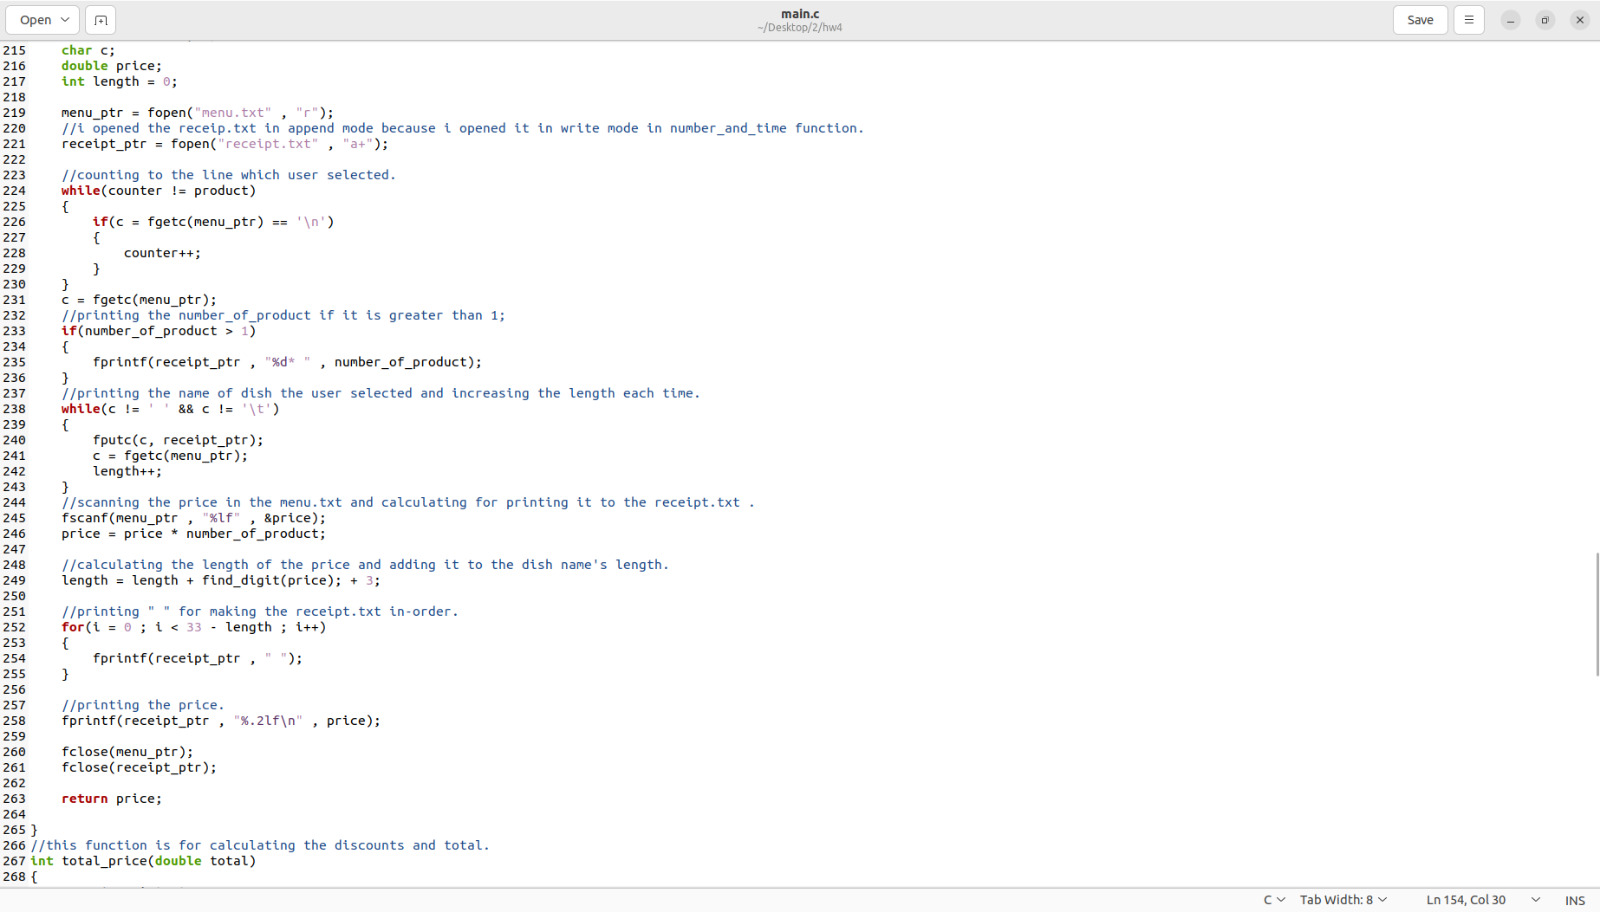 Open
main.c
~/Desktop/2/hw4
Save
215     char c;
216     double price;
217     int length = 0;
218
219     menu_ptr = fopen("menu.txt" , "r");
220     //i opened the receip.txt in append mode because i opened it in write mode in number_and_time function.
221     receipt_ptr = fopen("receipt.txt" , "a+");
222
223     //counting to the line which user selected.
224     while(counter != product)
225     {
226         if(c = fgetc(menu_ptr) == '\n')
227         {
228             counter++;
229         }
230     }
231     c = fgetc(menu_ptr);
232     //printing the number_of_product if it is greater than 1;
233     if(number_of_product > 1)
234     {
235         fprintf(receipt_ptr , "%d* " , number_of_product);
236     }
237     //printing the name of dish the user selected and increasing the length each time.
238     while(c != ' ' && c != '\t')
239     {
240         fputc(c, receipt_ptr);
241         c = fgetc(menu_ptr);
242         length++;
243     }
244     //scanning the price in the menu.txt and calculating for printing it to the receipt.txt .
245     fscanf(menu_ptr , "%lf" , &price);
246     price = price * number_of_product;
247
248     //calculating the length of the price and adding it to the dish name's length.
249     length = length + find_digit(price); + 3;
250
251     //printing " " for making the receipt.txt in-order.
252     for(i = 0 ; i < 33 - length ; i++)
253     {
254         fprintf(receipt_ptr , " ");
255     }
256
257     //printing the price.
258     fprintf(receipt_ptr , "%.2lf\n" , price);
259
260     fclose(menu_ptr);
261     fclose(receipt_ptr);
262
263     return price;
264
265 }
266 //this function is for calculating the discounts and total.
267 int total_price(double total)
268 {
C
Tab Width: 8
Ln 154, Col 30
INS